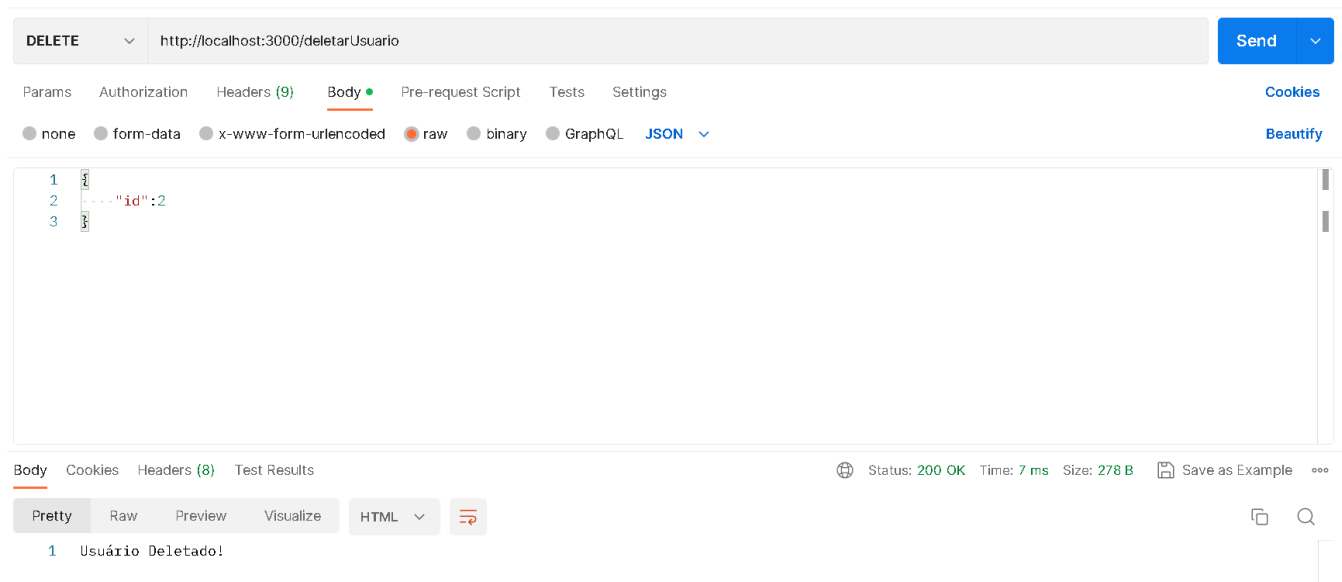 DELETE http://localhost:3000/deletarUsuario Send
Params Authorization Headers (9) Body Pre-request Script Tests Settings Cookies
none form-data x-www-form-urlencoded raw binary GraphQL JSON Beautify
1 {
2 ····"id":2
3 }
Body Cookies Headers (8) Test Results Status: 200 OK Time: 7 ms Size: 278 B Save as Example
Pretty Raw Preview Visualize HTML
1 Usuário Deletado!